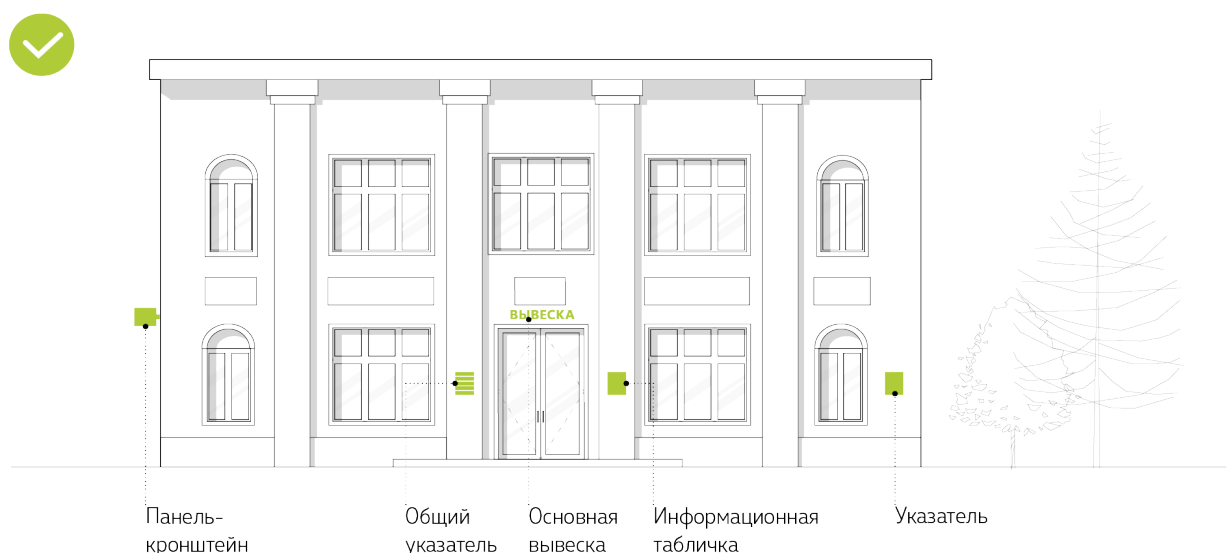 ВЫВЕСКА
Панель-
кронштейн
Общий
указатель
Основная
вывеска
Информационная
табличка
Указатель